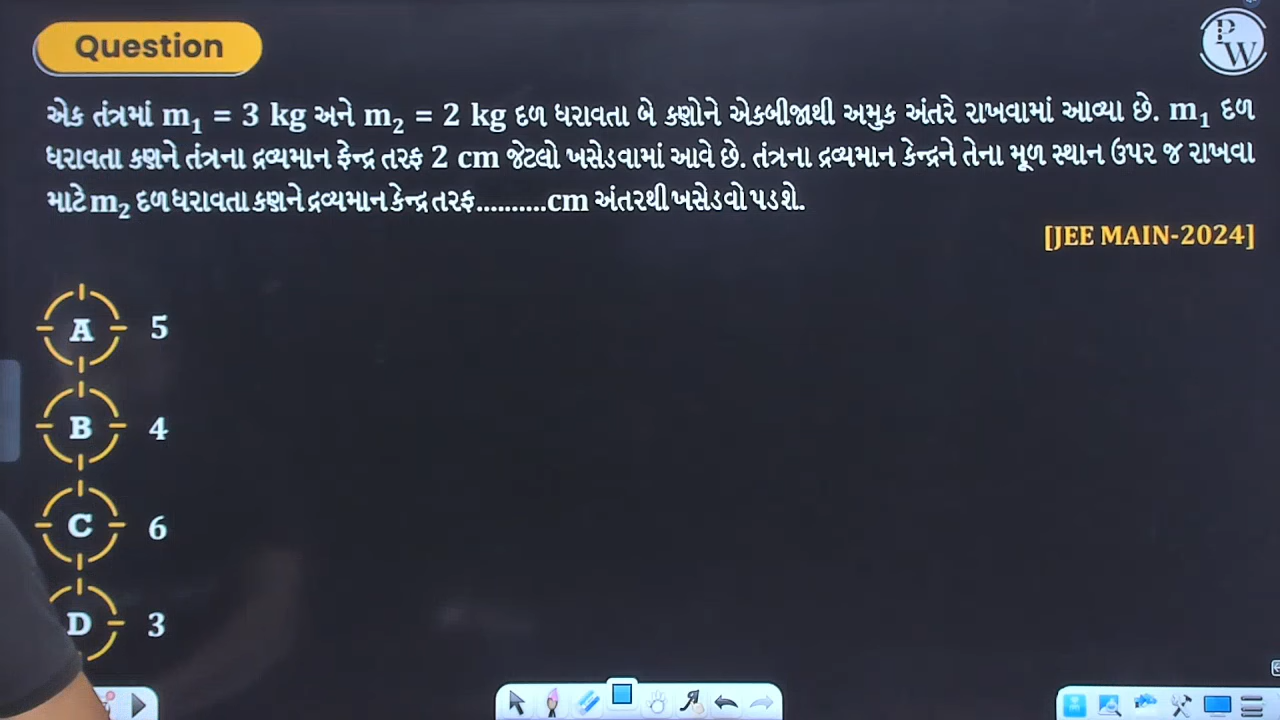 Question
PW
એક તંત્રમાં m₁ = 3 kg અને m₂ = 2 kg દળ ધરાવતા બે કણોને એકબીજાથી અમુક અંતરે રાખવામાં આવ્યા છે. m₁ દળ
ધરાવતા કણને તંત્રના દ્રવ્યમાન ફેન્દ્ર તરફ 2 cm જેટલો ખસેડવામાં આવે છે. તંત્રના દ્રવ્યમાન કેન્દ્રને તેના મૂળ સ્થાન ઉપર જ રાખવા
માટે m₂ દળ ધરાવતા કણને દ્રવ્યમાન કેન્દ્ર તરફ..........cm અંતરથી ખસેડવો પડશે.
[JEE MAIN-2024]
A 5
B 4
C 6
D 3